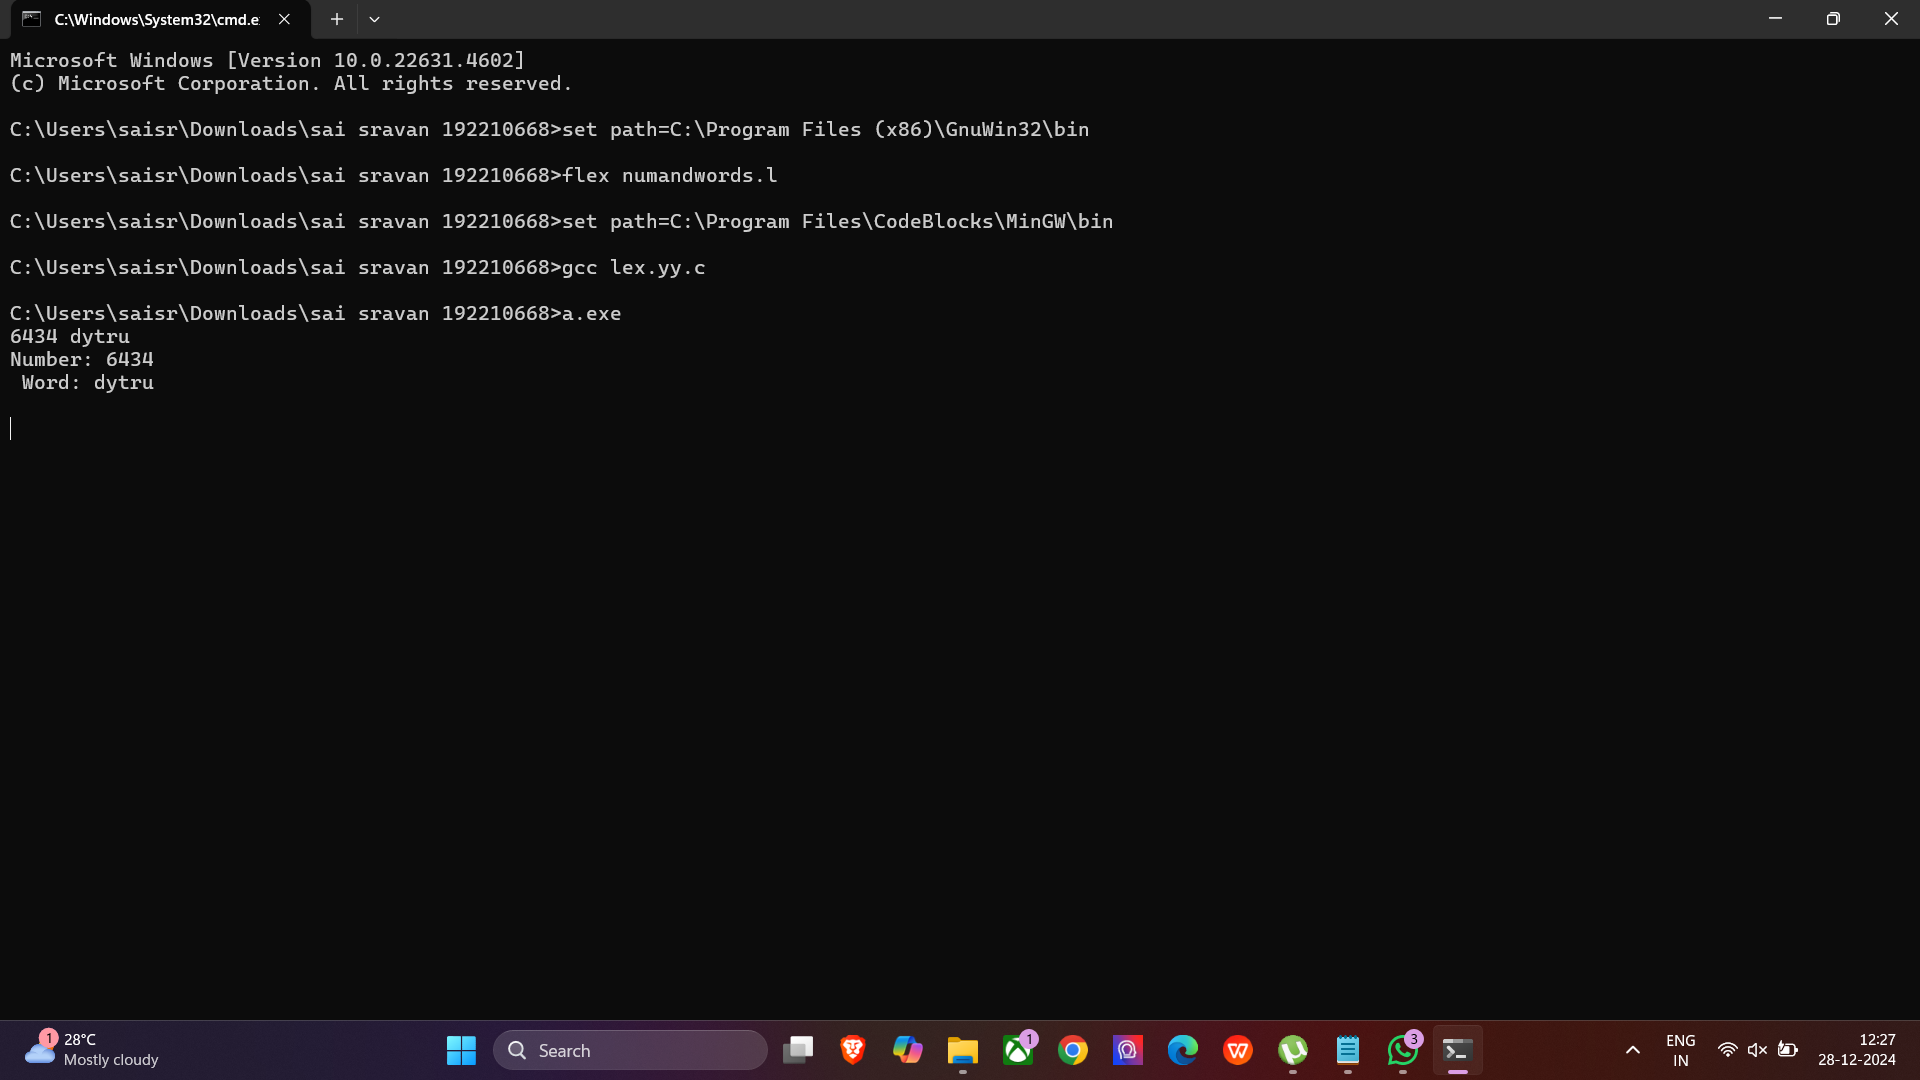 C:\Windows\System32\cmd.e
Microsoft Windows [Version 10.0.22631.4602]
(c) Microsoft Corporation. All rights reserved.
C:\Users\saisr\Downloads\sai sravan 192210668>set path=C:\Program Files (x86)\GnuWin32\bin
C:\Users\saisr\Downloads\sai sravan 192210668>flex numandwords.l
C:\Users\saisr\Downloads\sai sravan 192210668>set path=C:\Program Files\CodeBlocks\MinGW\bin
C:\Users\saisr\Downloads\sai sravan 192210668>gcc lex.yy.c
C:\Users\saisr\Downloads\sai sravan 192210668>a.exe
6434 dytru
Number: 6434
 Word: dytru
1
28°C
Mostly cloudy
Search
1
3
ENG
IN
12:27
28-12-2024